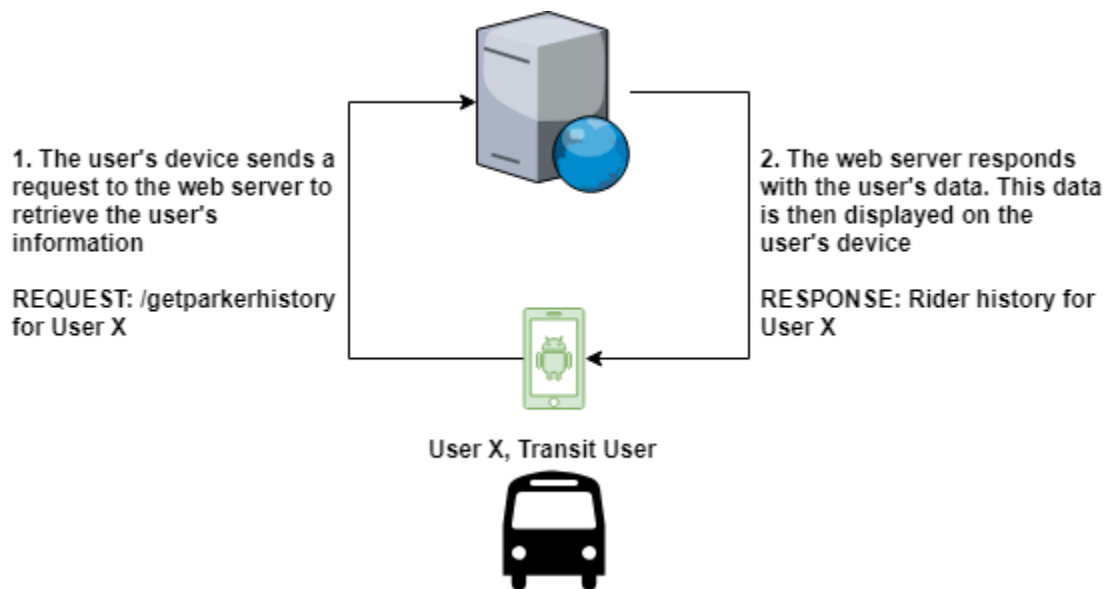 1. The user's device sends a
request to the web server to
retrieve the user's
information
REQUEST: /getparkerhistory
for User X
2. The web server responds
with the user's data. This data
is then displayed on the
user's device
RESPONSE: Rider history for
User X
User X, Transit User